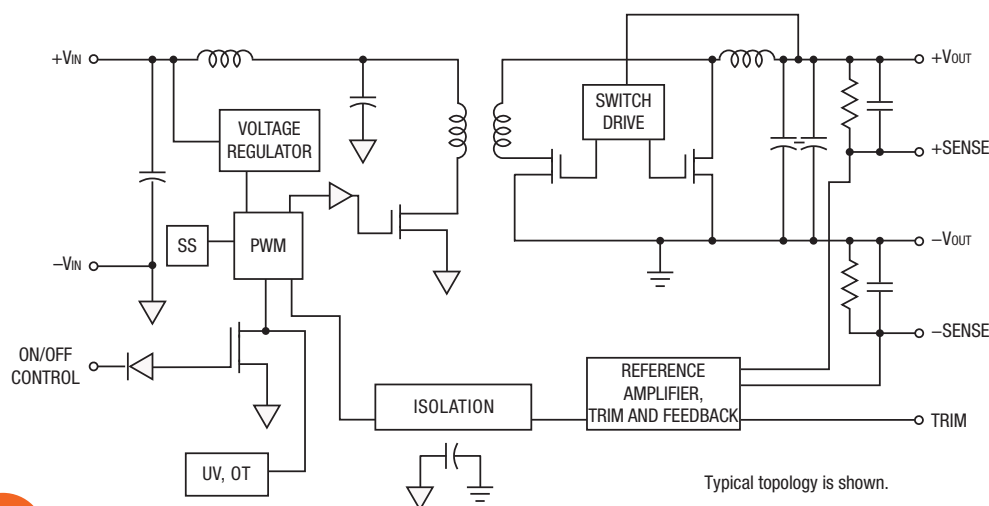 +VIN
+VOUT
SWITCH
DRIVE
VOLTAGE
REGULATOR
+SENSE
SS
PWM
−VOUT
−VIN
−SENSE
ON/OFF
CONTROL
REFERENCE
AMPLIFIER,
TRIM AND FEEDBACK
ISOLATION
TRIM
UV, OT
Typical topology is shown.